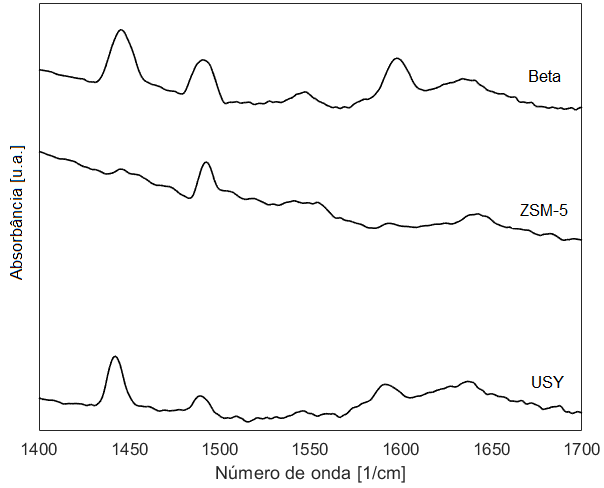 Beta
ZSM-5
USY
Absorbância [u.a.]
1400 1450 1500 1550 1600 1650 1700
Número de onda [1/cm]